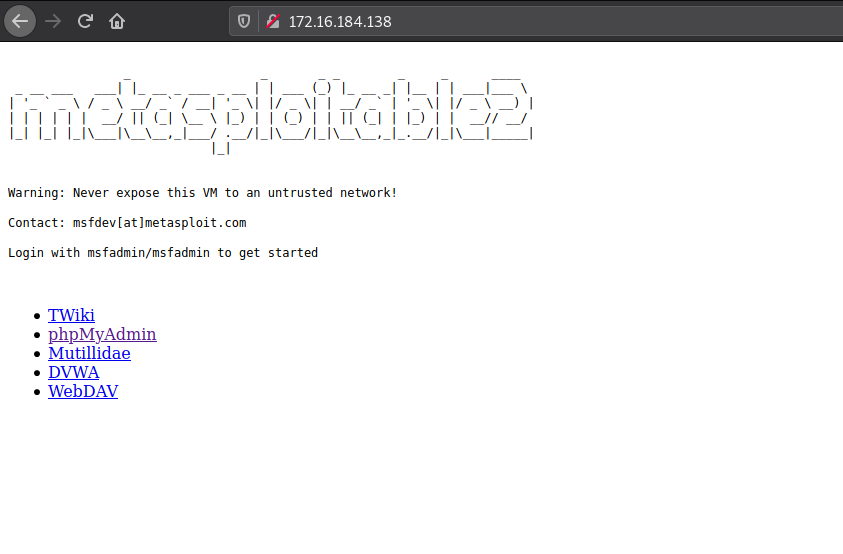 172.16.184.138
metasploitable2
Warning: Never expose this VM to an untrusted network!
Contact: msfdev[at]metasploit.com
Login with msfadmin/msfadmin to get started
TWiki
phpMyAdmin
Mutillidae
DVWA
WebDAV